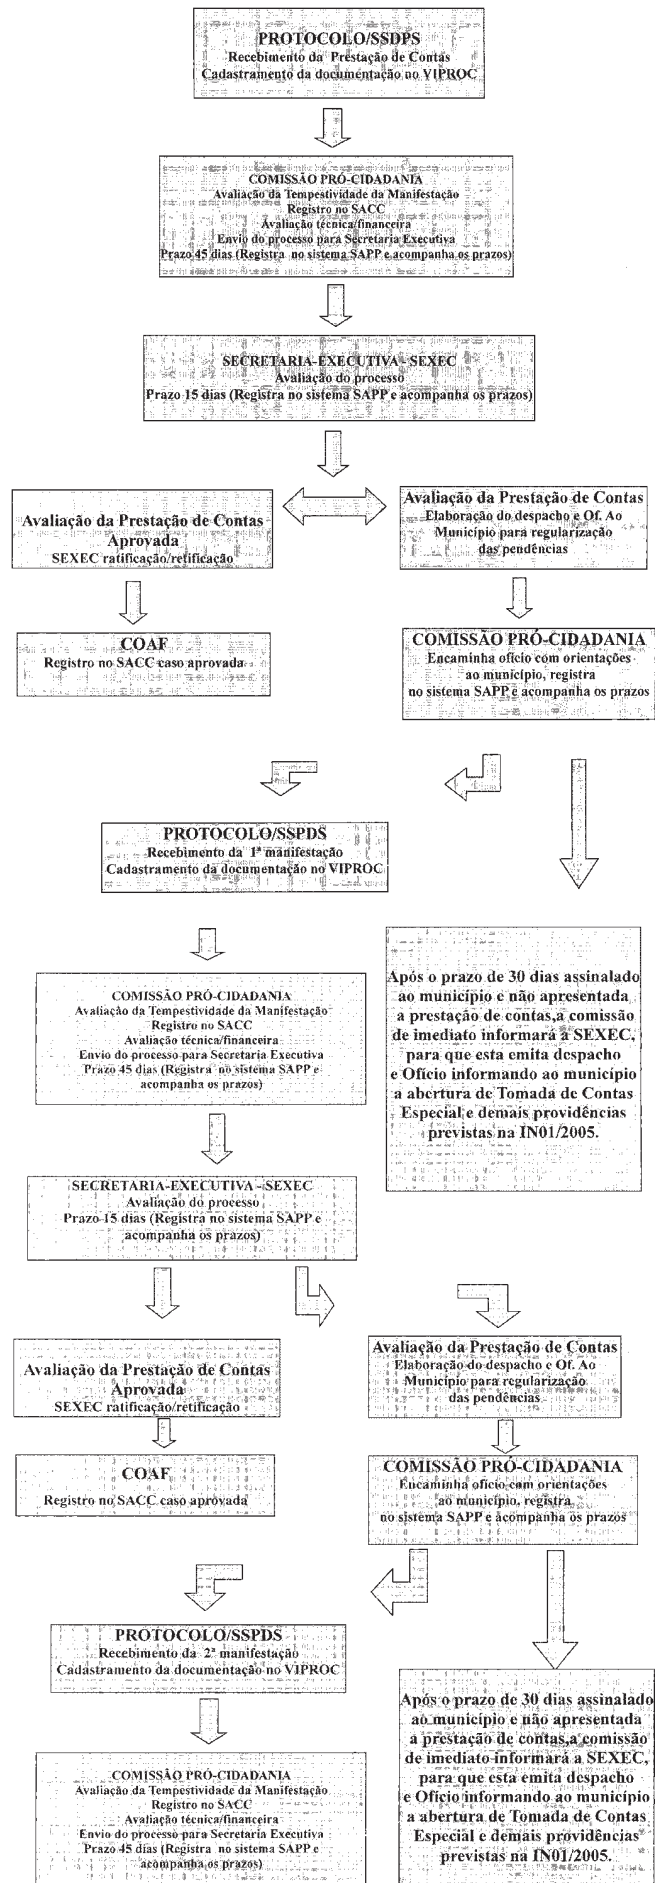 PROTOCOLO/SSDPS
Recebimento da Prestação de Contas
Cadastramento da documentação no VIPROC
COMISSÃO PRÓ-CIDADANIA
Avaliação da Tempestividade da Manifestação
Registro no SACC
Avaliação técnica/financeira
Envio do processo para Secretaria Executiva
Prazo 45 dias (Registra no sistema SAPP e acompanha os prazos)
SECRETARIA-EXECUTIVA - SEXEC
Avaliação do processo
Prazo 15 dias (Registra no sistema SAPP e acompanha os prazos)
Avaliação da Prestação de Contas
Aprovada
SEXEC ratificação/retificação
Avaliação da Prestação de Contas
Elaboração do despacho e Of. Ao
Município para regularização
das pendências
COAF
Registro no SACC caso aprovada
COMISSÃO PRÓ-CIDADANIA
Encaminha ofício com orientações
ao município, registra
no sistema SAPP e acompanha os prazos
PROTOCOLO/SSPDS
Recebimento da 1ª manifestação
Cadastramento da documentação no VIPROC
COMISSÃO PRÓ-CIDADANIA
Avaliação da Tempestividade da Manifestação
Registro no SACC
Avaliação técnica/financeira
Envio do processo para Secretaria Executiva
Prazo 45 dias (Registra no sistema SAPP e
acompanha os prazos)
Após o prazo de 30 dias assinalado
ao município e não apresentada
a prestação de contas,a comissão
de imediato informará a SEXEC,
para que esta emita despacho
e Ofício informando ao município
a abertura de Tomada de Contas
Especial e demais providências
previstas na IN01/2005.
SECRETARIA-EXECUTIVA - SEXEC
Avaliação do processo
Prazo 15 dias (Registra no sistema SAPP e
acompanha os prazos)
Avaliação da Prestação de Contas
Aprovada
SEXEC ratificação/retificação
Avaliação da Prestação de Contas
Elaboração do despacho e Of. Ao
Município para regularização
das pendências
COAF
Registro no SACC caso aprovada
COMISSÃO PRÓ-CIDADANIA
Encaminha ofício com orientações
ao município, registra
no sistema SAPP e acompanha os prazos
PROTOCOLO/SSPDS
Recebimento da 2ª manifestação
Cadastramento da documentação no VIPROC
COMISSÃO PRÓ-CIDADANIA
Avaliação da Tempestividade da Manifestação
Registro no SACC
Avaliação técnica/financeira
Envio do processo para Secretaria Executiva
Prazo 45 dias (Registra no sistema SAPP e
acompanha os prazos)
Após o prazo de 30 dias assinalado
ao município e não apresentada
a prestação de contas,a comissão
de imediato informará a SEXEC,
para que esta emita despacho
e Ofício informando ao município
a abertura de Tomada de Contas
Especial e demais providências
previstas na IN01/2005.